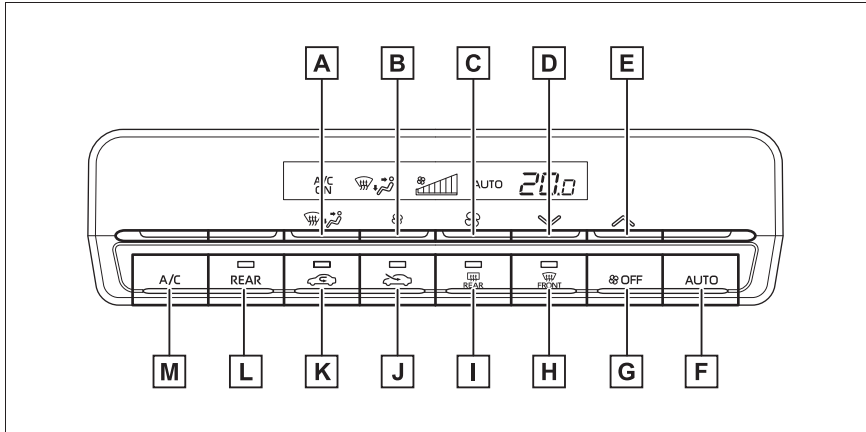 A B C D E
A/C ON AUTO 20.0
A/C REAR REAR FRONT OFF AUTO
M L K J I H G F